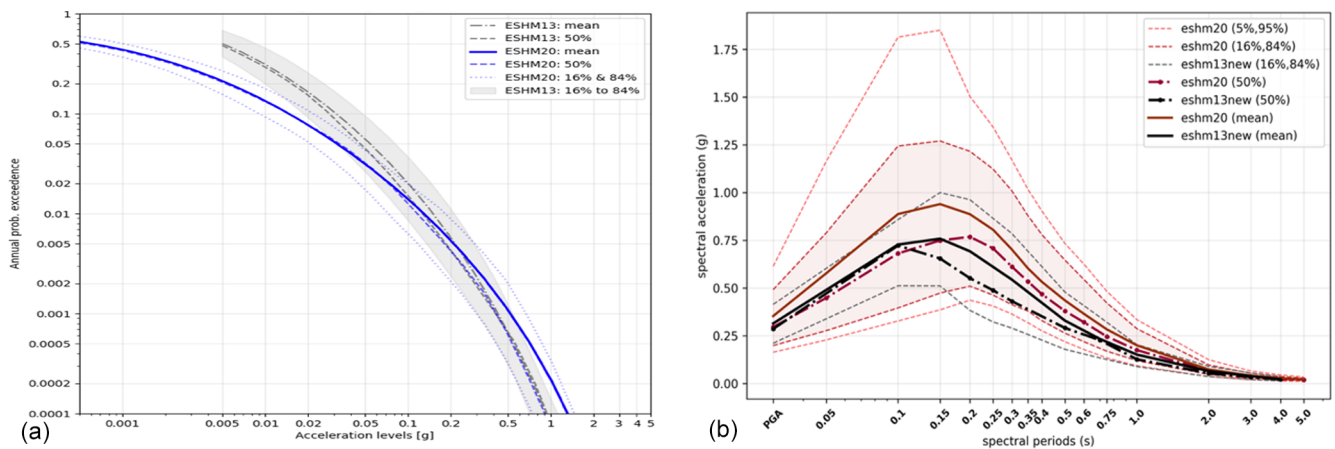 1
0.5
0.2
0.1
0.05
0.02
0.01
0.005
0.002
0.001
0.0005
0.0002
0.0001
Annual prob. exceedence
ESHM13: mean
ESHM13: 50%
ESHM20: mean
ESHM20: 50%
ESHM20: 16% & 84%
ESHM13: 16% to 84%
0.001 0.005 0.01 0.05 0.1 0.2 0.5 1 2 3 4 5
Acceleration levels [g]
(a)
1.75
1.50
1.25
1.00
0.75
0.50
0.25
0.00
spectral acceleration (g)
eshm20 (5%,95%)
eshm20 (16%,84%)
eshm13new (16%,84%)
eshm20 (50%)
eshm13new (50%)
eshm20 (mean)
eshm13new (mean)
PGA 0.05 0.1 0.15 0.2 0.25 0.3 0.35 0.4 0.5 0.6 0.75 1.0 2.0 3.0 4.0 5.0
spectral periods (s)
(b)